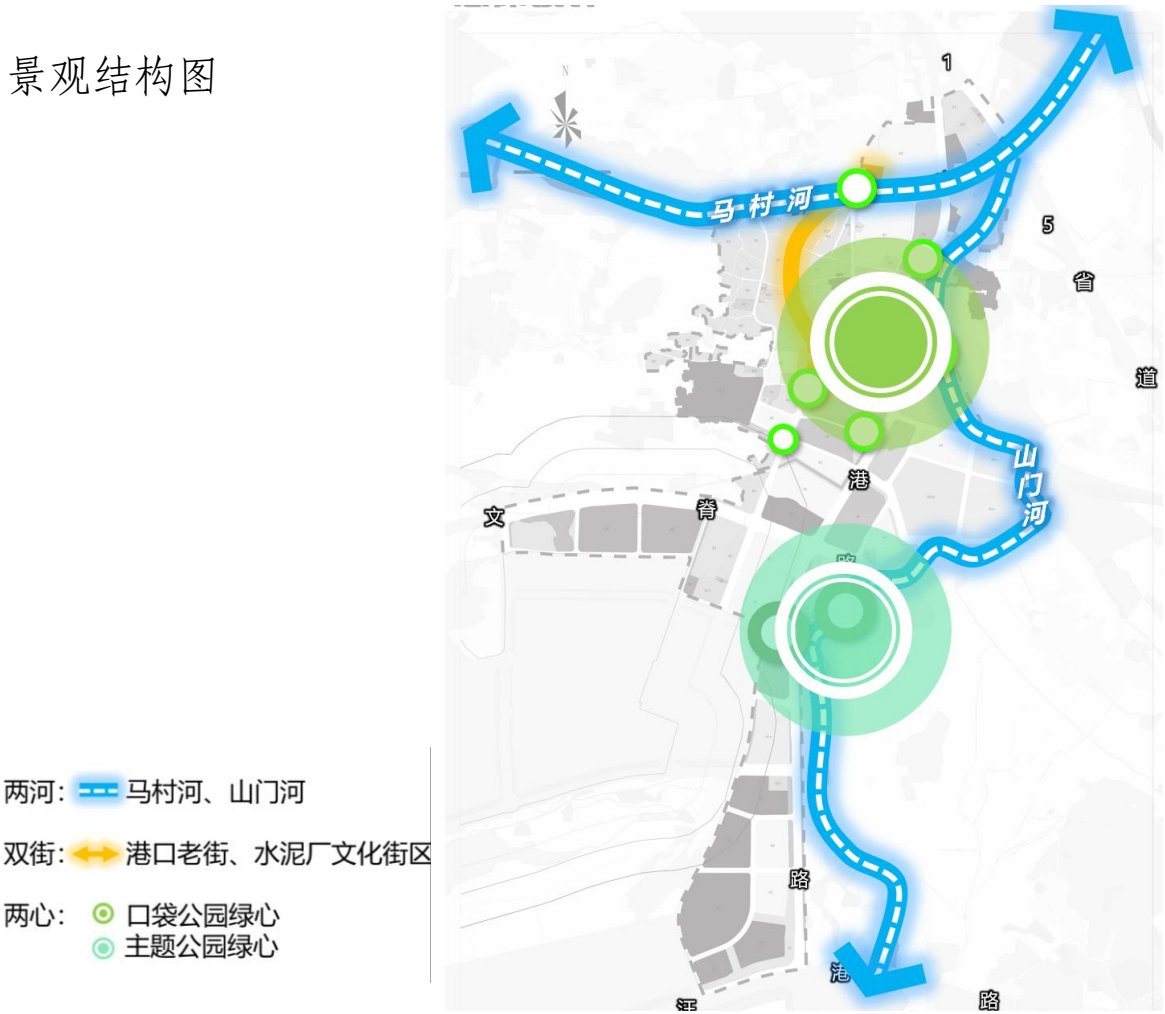 景观结构图
N
1
5
省
道
马村河
山门河
港
文
脊
路
路
港
汪
路
两河: 马村河、山门河
双街: 港口老街、水泥厂文化街区
两心: 口袋公园绿心
主题公园绿心